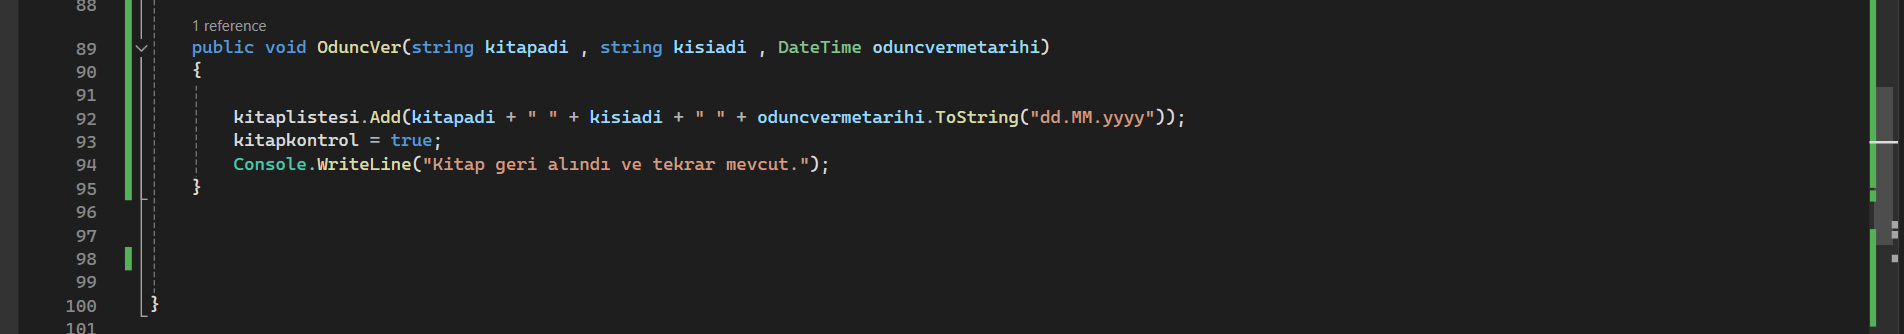 88
1 reference
89 public void OduncVer(string kitapadi , string kisiadi , DateTime oduncvermetarihi)
90 {
91
92 kitaplistesi.Add(kitapadi + " " + kisiadi + " " + oduncvermetarihi.ToString("dd.MM.yyyy"));
93 kitapkontrol = true;
94 Console.WriteLine("Kitap geri alındı ve tekrar mevcut.");
95 }
96
97
98
99
100 }
101